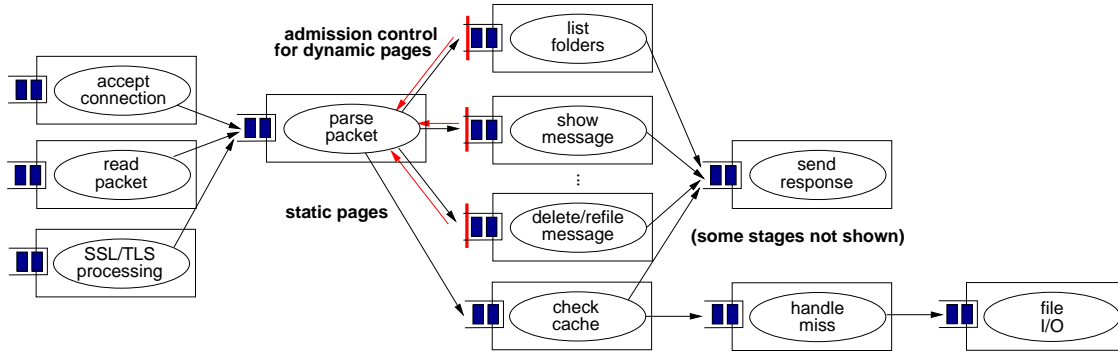 admission control
for dynamic pages
list
folders
accept
connection
parse
packet
show
message
...
read
packet
send
response
static pages
delete/refile
message
(some stages not shown)
SSL/TLS
processing
check
cache
handle
miss
file
I/O